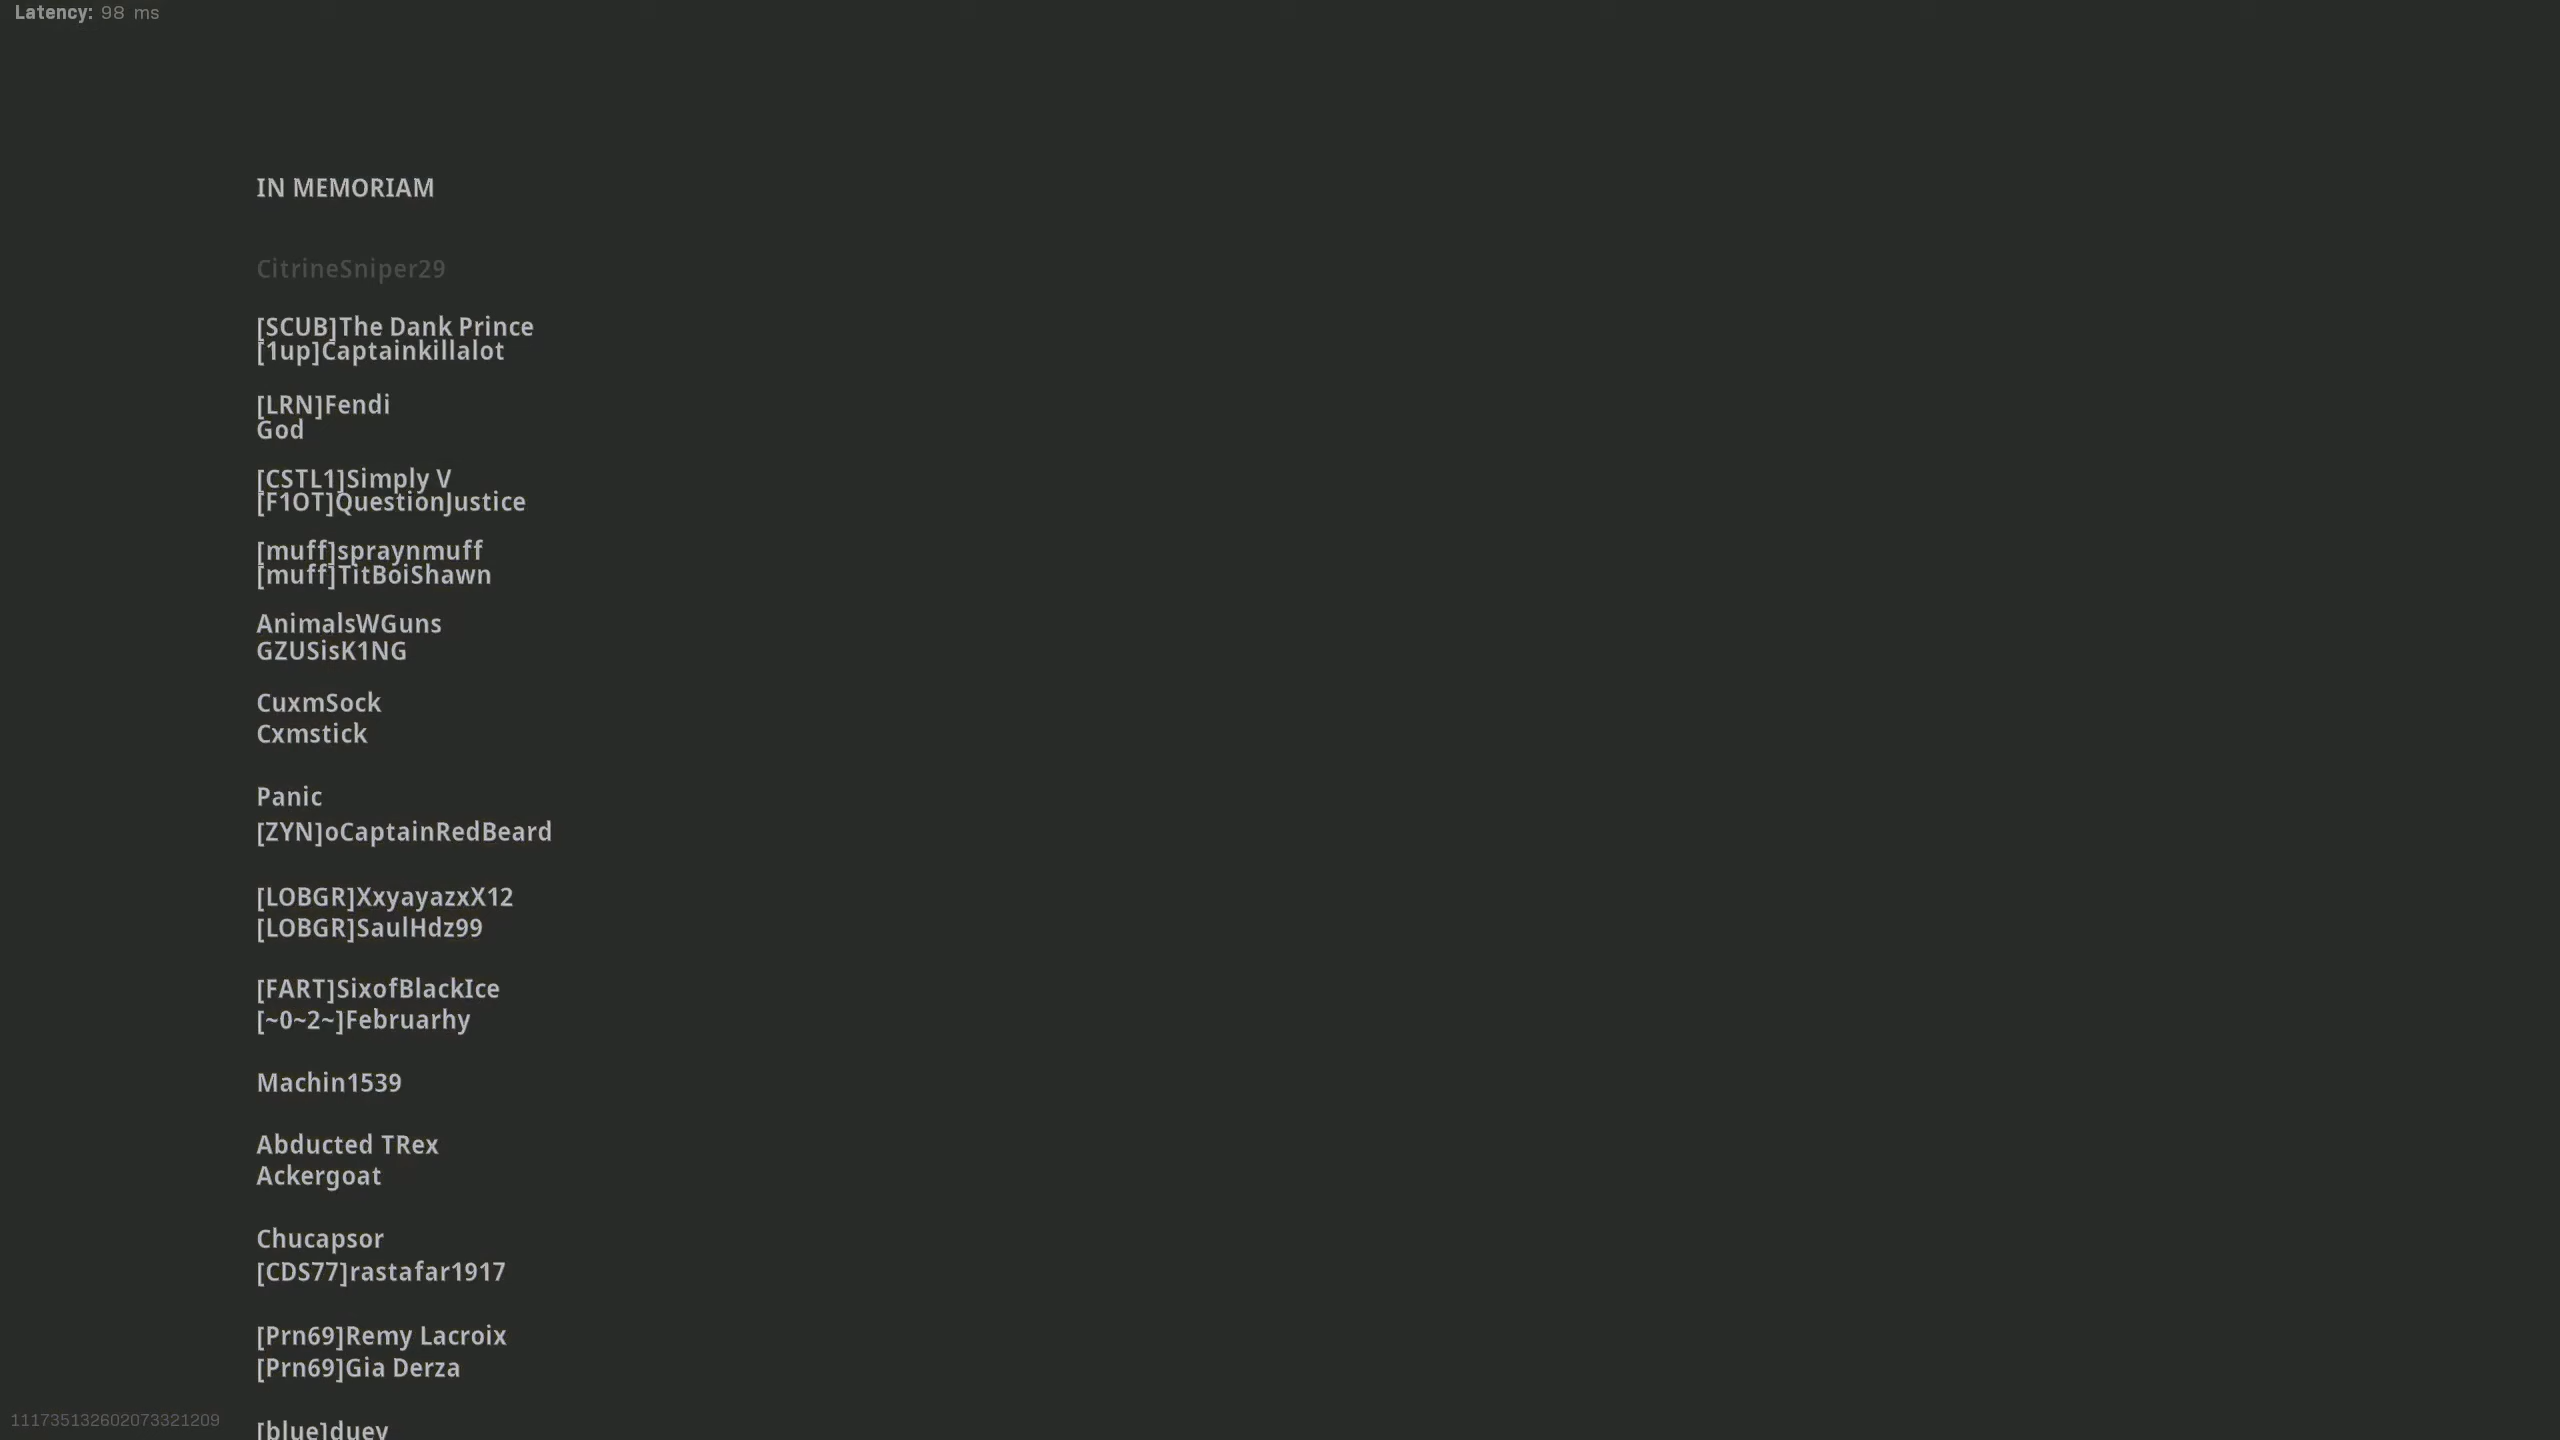 Latency: 98 ms
IN MEMORIAM
CitrineSniper29
[SCUB]The Dank Prince
[1up]Captainkillalot
[LRN]Fendi
God
[CSTL1]Simply V
[F1OT]QuestionJustice
[muff]spraynmuff
[muff]TitBoiShawn
AnimalsWGuns
GZUSisK1NG
CuxmSock
Cxmstick
Panic
[ZYN]oCaptainRedBeard
[LOBGR]XxyayazxX12
[LOBGR]SaulHdz99
[FART]SixofBlackIce
[~0~2~]Februarhy
Machin1539
Abducted TRex
Ackergoat
Chucapsor
[CDS77]rastafar1917
[Prn69]Remy Lacroix
[Prn69]Gia Derza
111735132602073321209
[blue]duey